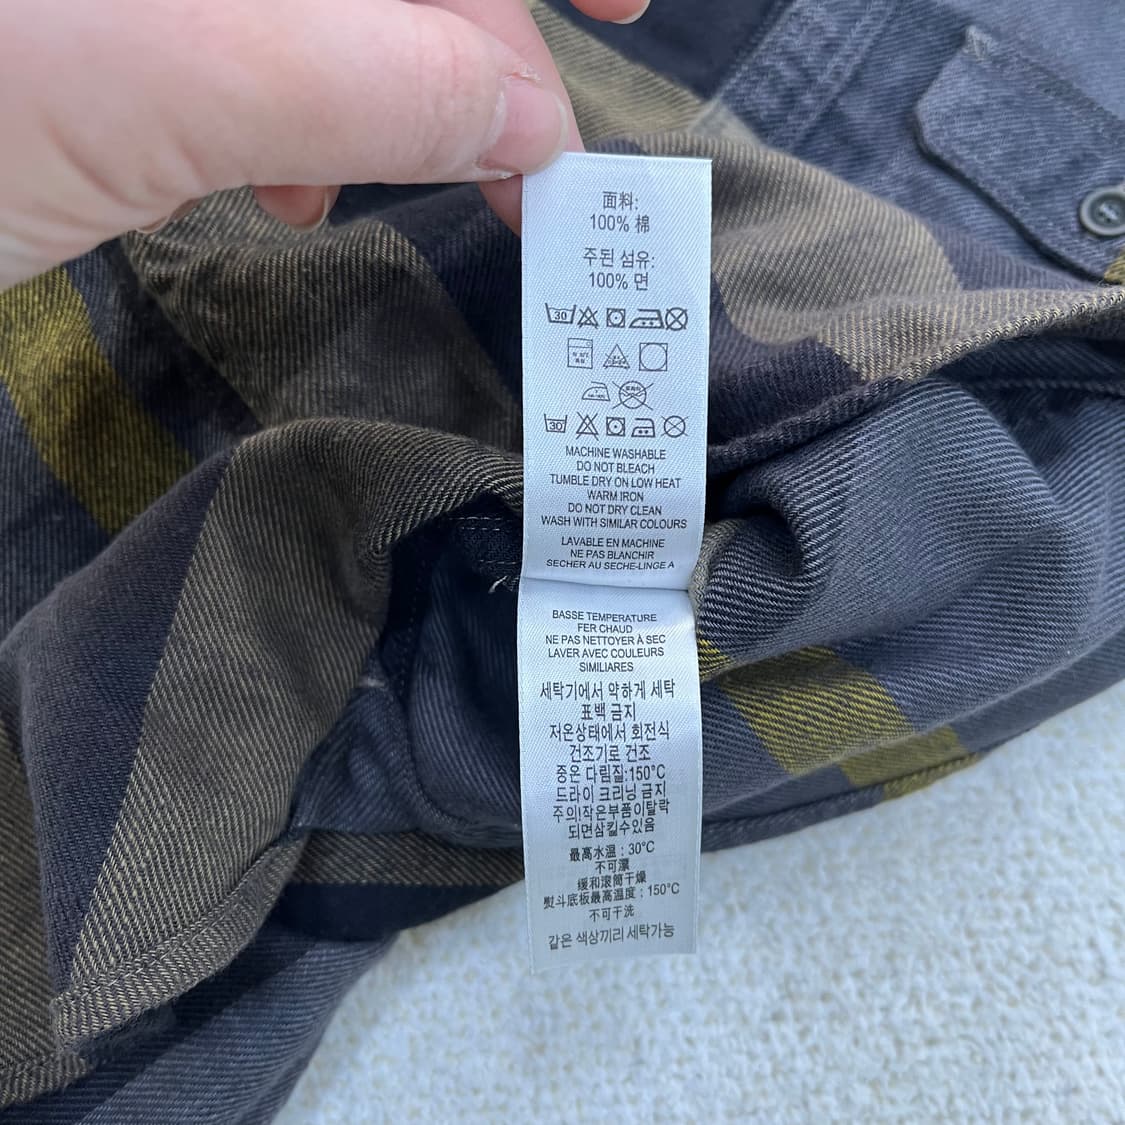 面料:
100% 棉
주된 섬유:
100% 면
30
30
MACHINE WASHABLE
DO NOT BLEACH
TUMBLE DRY ON LOW HEAT
WARM IRON
DO NOT DRY CLEAN
WASH WITH SIMILAR COLOURS
LAVABLE EN MACHINE
NE PAS BLANCHIR
SECHER AU SECHE-LINGE A
BASSE TEMPERATURE
FER CHAUD
NE PAS NETTOYER À SEC
LAVER AVEC COULEURS
SIMILIARES
세탁기에서 약하게 세탁
표백 금지
저온상태에서 회전식
건조기로 건조
중온 다림질:150°C
드라이 크리닝 금지
주의!작은부품이탈락
되면삼킬수있음
最高水溫 : 30°C
不可漂
緩和滾筒干燥
熨斗底板最高溫度 : 150°C
不可干洗
같은 색상끼리 세탁가능